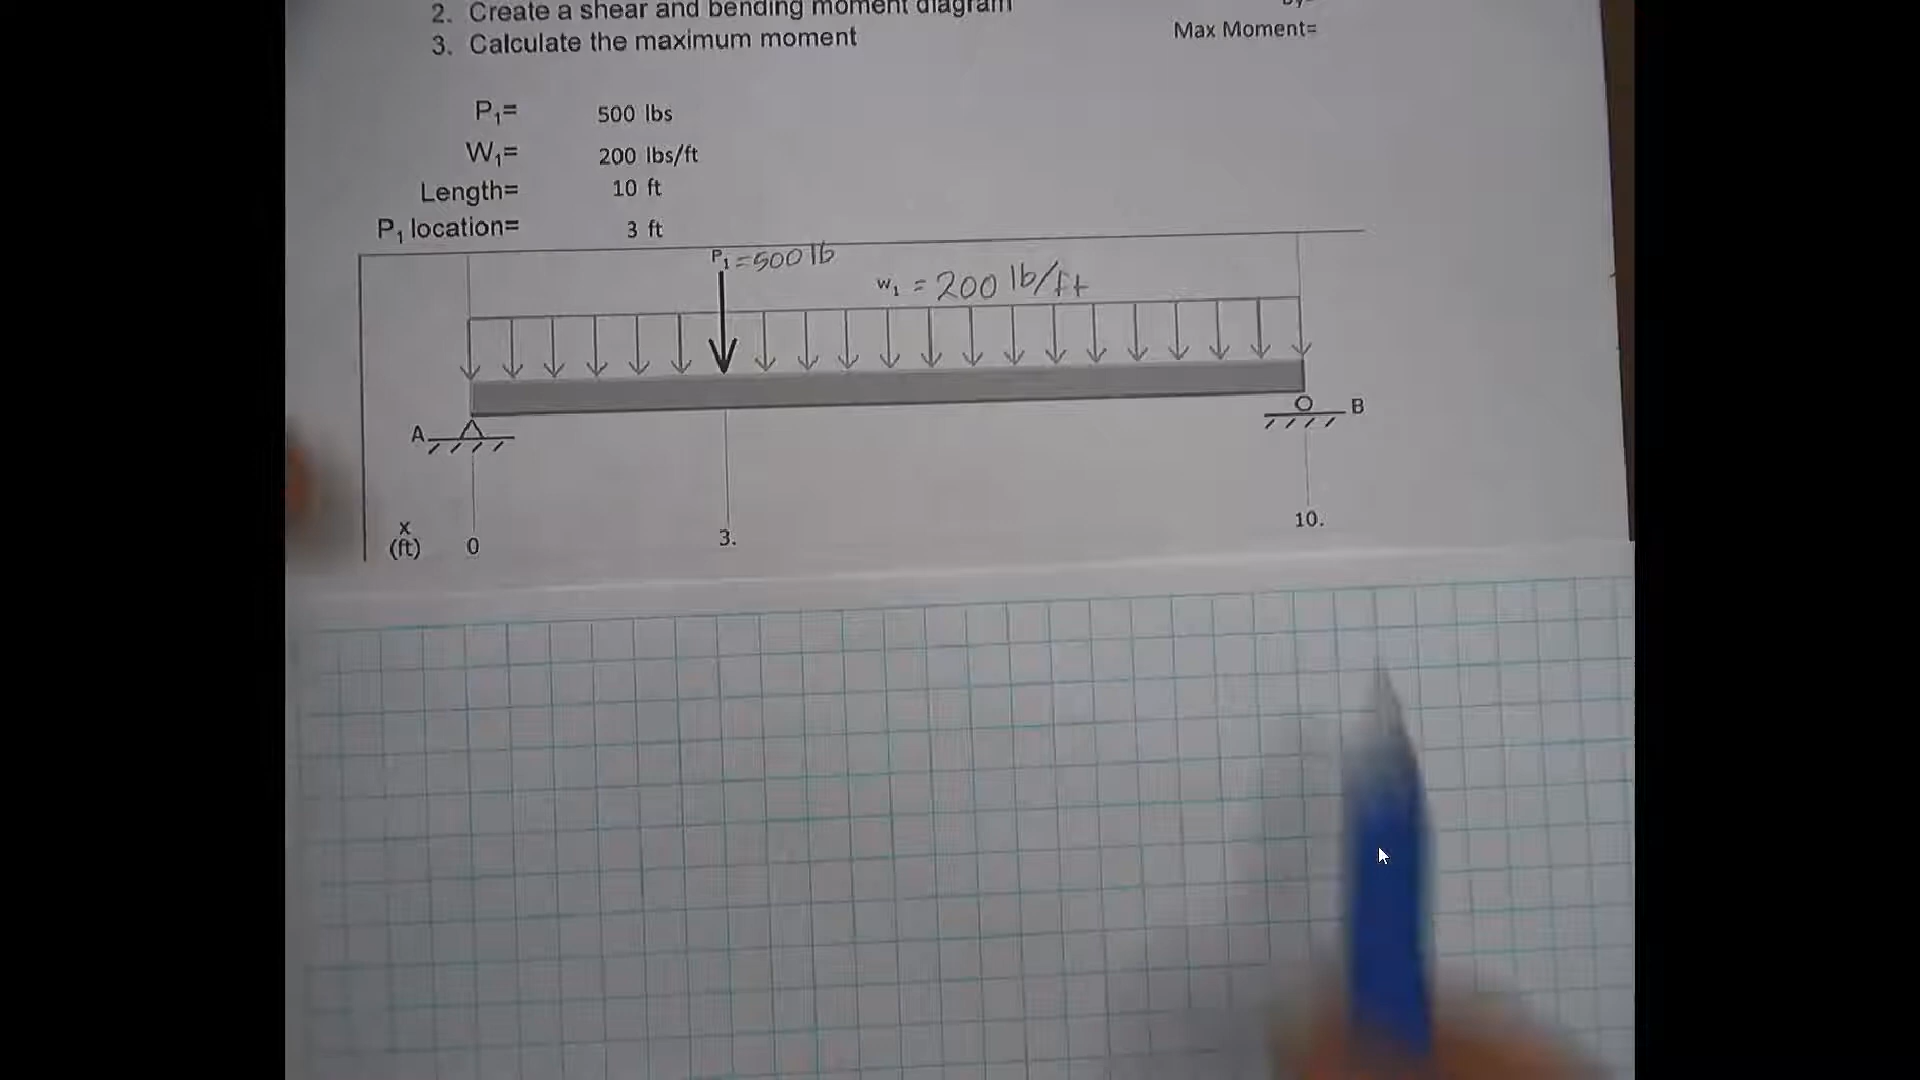 2. Create a shear and bending moment diagram
3. Calculate the maximum moment
Max Moment=
P₁= 500 lbs
W₁= 200 lbs/ft
Length= 10 ft
P₁ location= 3 ft
P₁ = 500 lb
w₁ = 200 lb/ft
A
B
x
(ft) 0 3. 10.